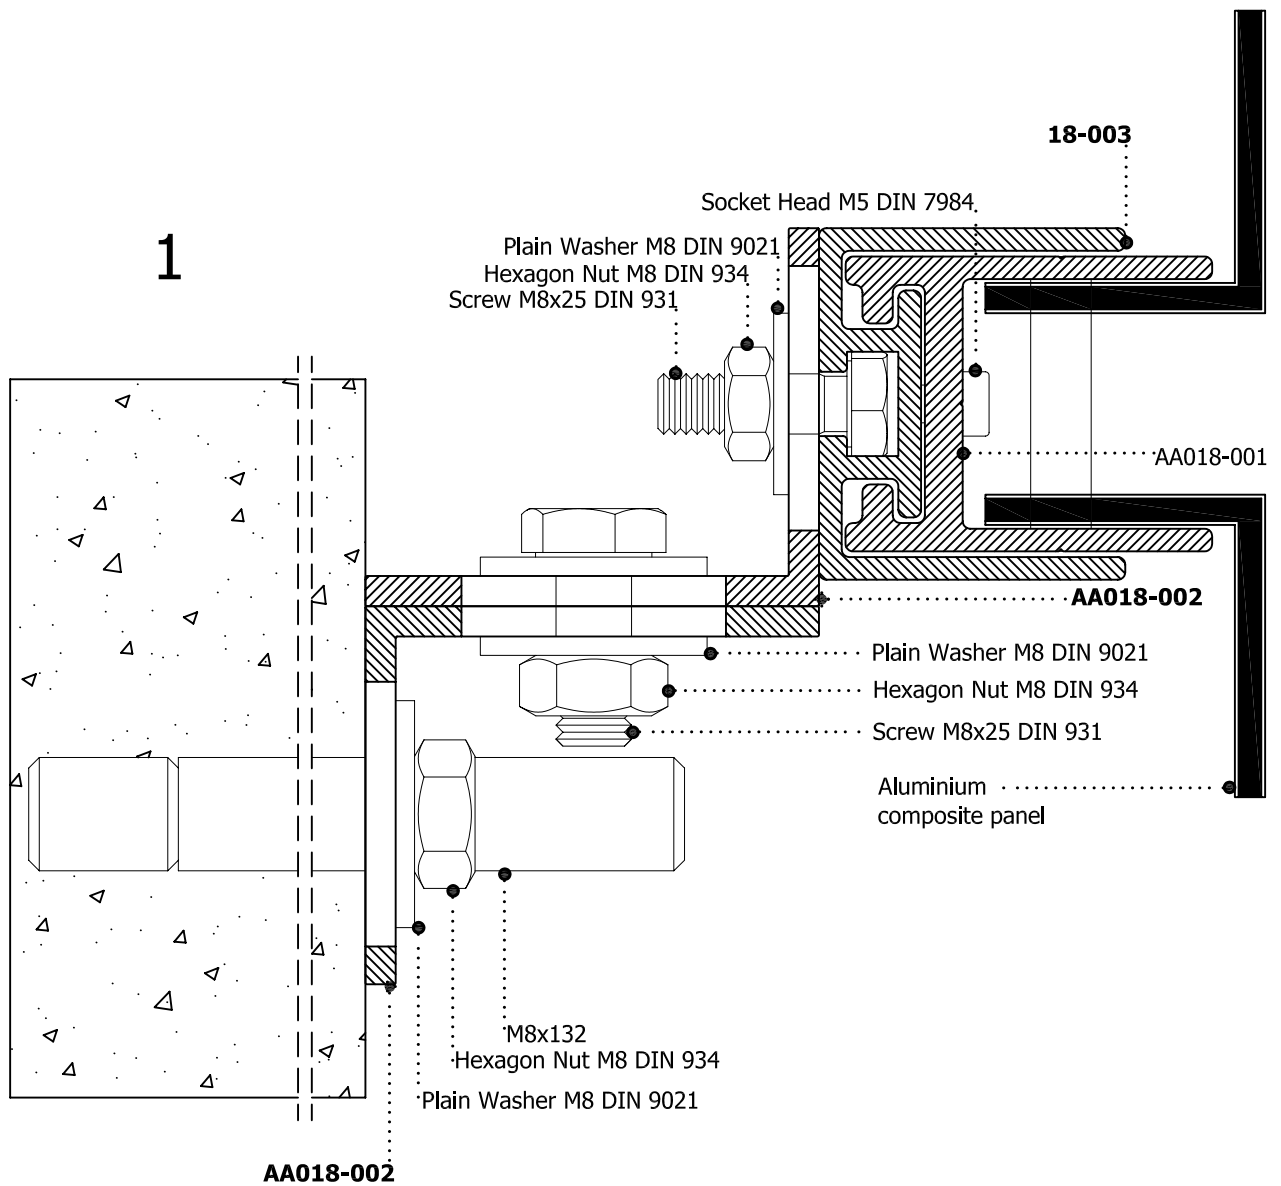 18-003
Socket Head M5 DIN 7984
1
Plain Washer M8 DIN 9021
Hexagon Nut M8 DIN 934
Screw M8x25 DIN 931
AA018-001
AA018-002
Plain Washer M8 DIN 9021
Hexagon Nut M8 DIN 934
Screw M8x25 DIN 931
Aluminium
composite panel
M8x132
Hexagon Nut M8 DIN 934
Plain Washer M8 DIN 9021
AA018-002